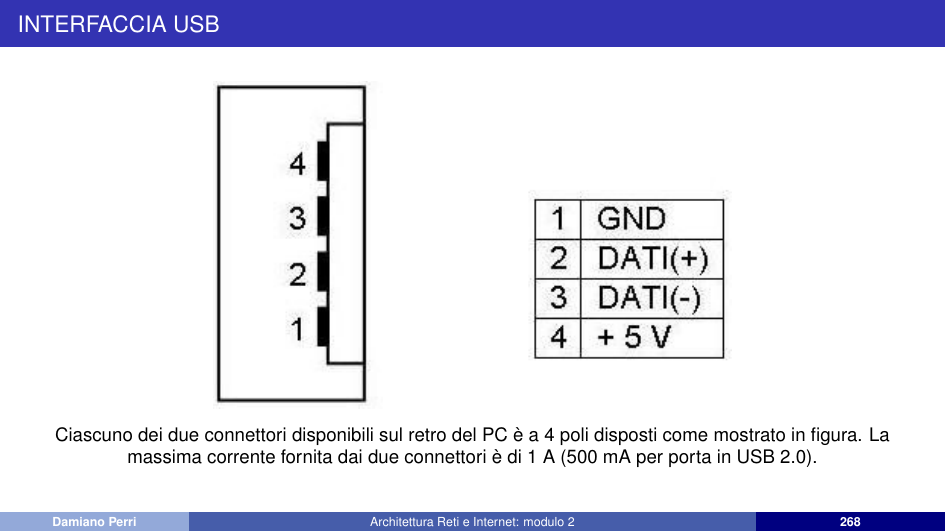 INTERFACCIA USB
4
3
2
1
1 GND
2 DATI(+)
3 DATI(-)
4 + 5 V
Ciascuno dei due connettori disponibili sul retro del PC è a 4 poli disposti come mostrato in figura. La
massima corrente fornita dai due connettori è di 1 A (500 mA per porta in USB 2.0).
Damiano Perri Architettura Reti e Internet: modulo 2 268